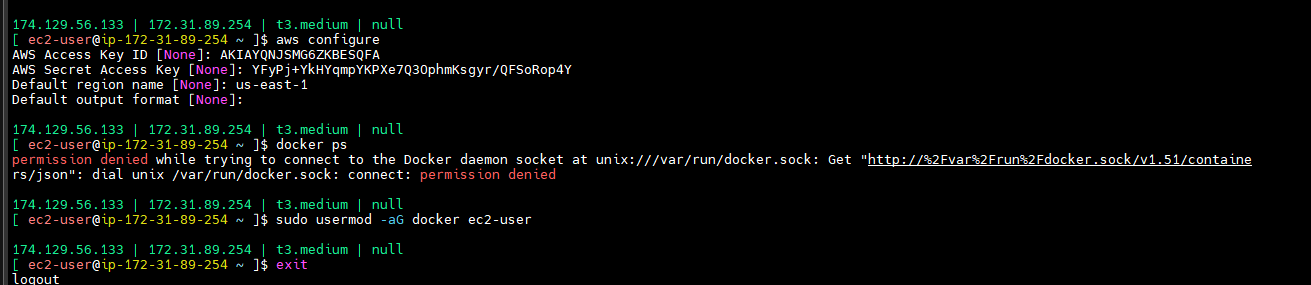 174.129.56.133 | 172.31.89.254 | t3.medium | null
[ ec2-user@ip-172-31-89-254 ~ ]$ aws configure
AWS Access Key ID [None]: AKIAYQNJSMG6ZKBESQFA
AWS Secret Access Key [None]: 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
Default region name [None]: us-east-1
Default output format [None]:
174.129.56.133 | 172.31.89.254 | t3.medium | null
[ ec2-user@ip-172-31-89-254 ~ ]$ docker ps
permission denied while trying to connect to the Docker daemon socket at unix:///var/run/docker.sock: Get "http://%2Fvar%2Frun%2Fdocker.sock/v1.51/containe
rs/json": dial unix /var/run/docker.sock: connect: permission denied
174.129.56.133 | 172.31.89.254 | t3.medium | null
[ ec2-user@ip-172-31-89-254 ~ ]$ sudo usermod -aG docker ec2-user
174.129.56.133 | 172.31.89.254 | t3.medium | null
[ ec2-user@ip-172-31-89-254 ~ ]$ exit
logout